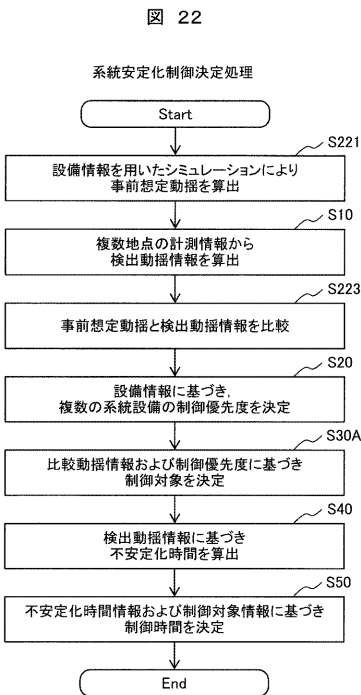 図 22
系統安定化制御決定処理
Start
S221
設備情報を用いたシミュレーションにより
事前想定動揺を算出
S10
複数地点の計測情報から
検出動揺情報を算出
S223
事前想定動揺と検出動揺情報を比較
S20
設備情報に基づき,
複数の系統設備の制御優先度を決定
S30A
比較動揺情報および制御優先度に基づき
制御対象を決定
S40
検出動揺情報に基づき
不安定化時間を算出
S50
不安定化時間情報および制御対象情報に基づき
制御時間を決定
End